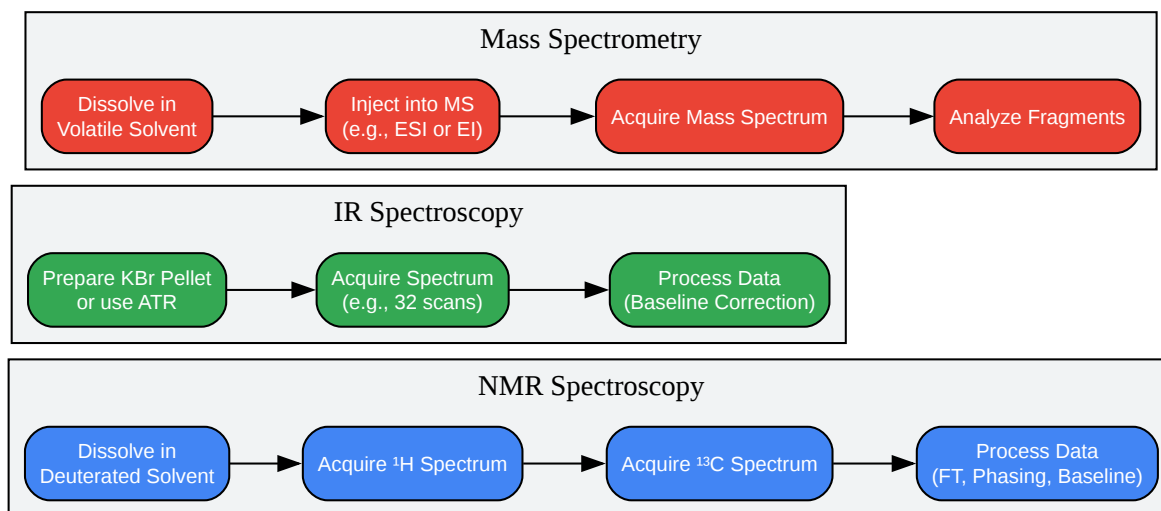 Mass Spectrometry
Dissolve in
Volatile Solvent
Inject into MS
(e.g., ESI or EI)
Acquire Mass Spectrum
Analyze Fragments
IR Spectroscopy
Prepare KBr Pellet
or use ATR
Acquire Spectrum
(e.g., 32 scans)
Process Data
(Baseline Correction)
NMR Spectroscopy
Dissolve in
Deuterated Solvent
Acquire ¹H Spectrum
Acquire ¹³C Spectrum
Process Data
(FT, Phasing, Baseline)